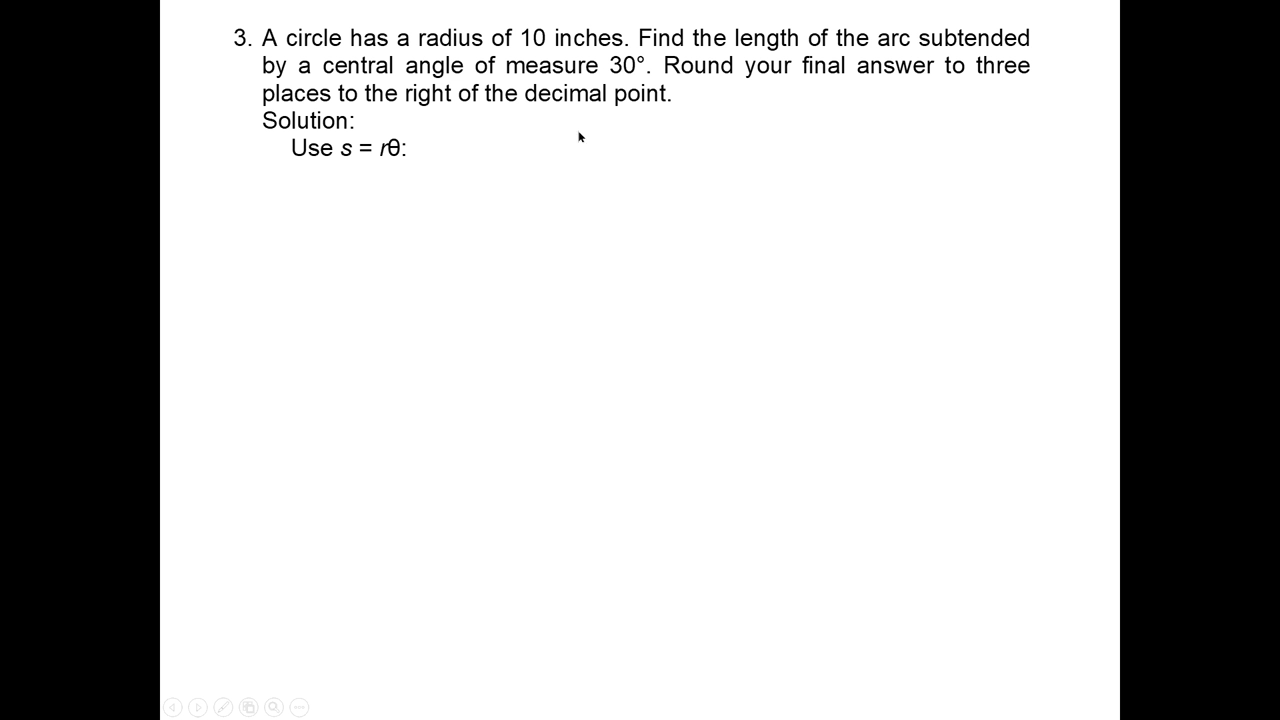 3. A circle has a radius of 10 inches. Find the length of the arc subtended
by a central angle of measure 30°. Round your final answer to three
places to the right of the decimal point.
Solution:
Use s = rθ: